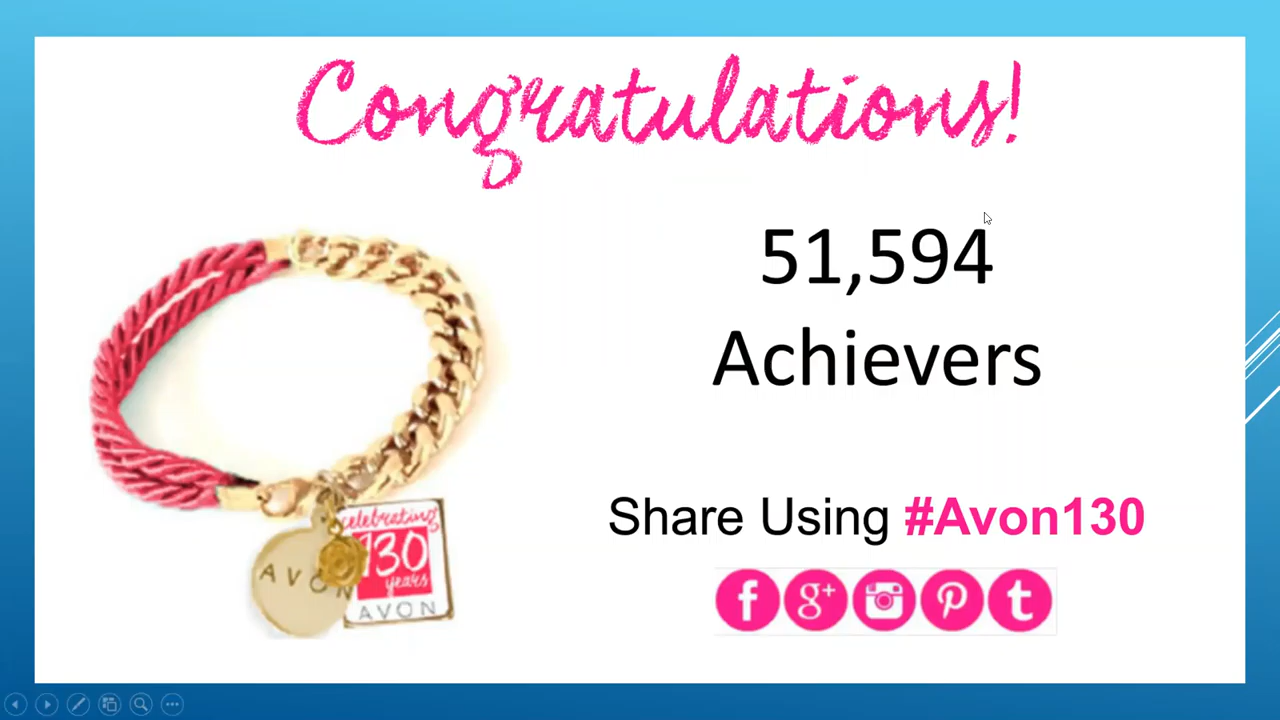 Congratulations!
51,594
Achievers
Share Using #Avon130
AVON
celebrating
130
years
AVON